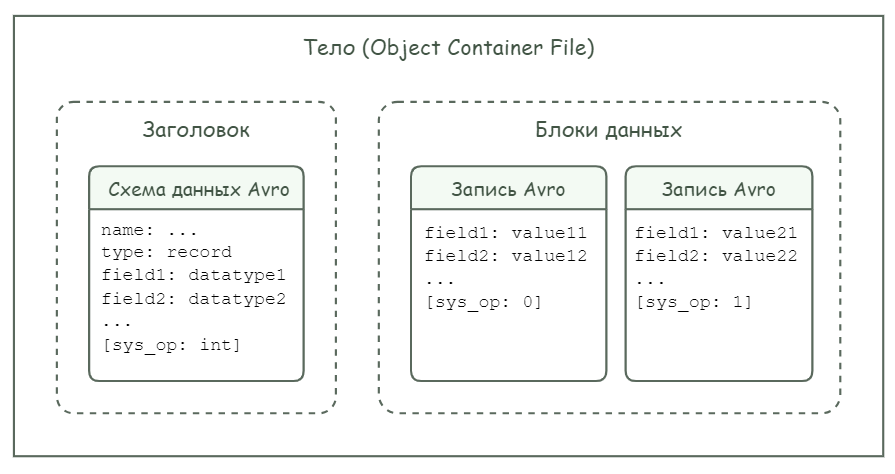 Тело (Object Container File)
Заголовок
Схема данных Avro
name: ...
type: record
field1: datatype1
field2: datatype2
...
[sys_op: int]
Блоки данных
Запись Avro
field1: value11
field2: value12
...
[sys_op: 0]
Запись Avro
field1: value21
field2: value22
...
[sys_op: 1]